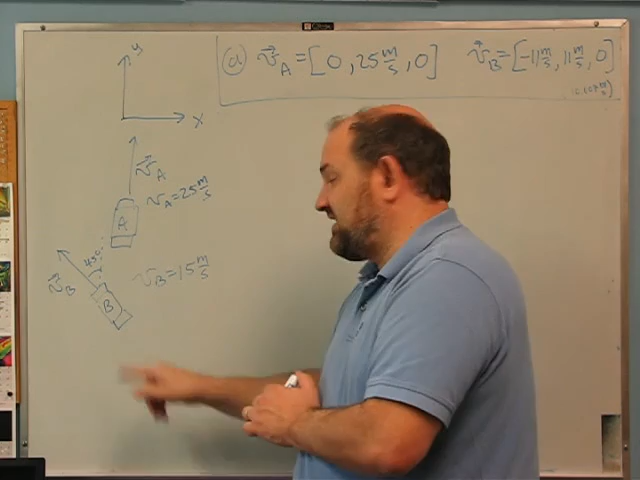 y
x
ⓐ v⃗_A = [0, 25 m/s, 0]
v⃗_B = [-11 m/s, 11 m/s, 0]
v⃗_A
v_A = 25 m/s
A
45°
v⃗_B
v_B = 15 m/s
B